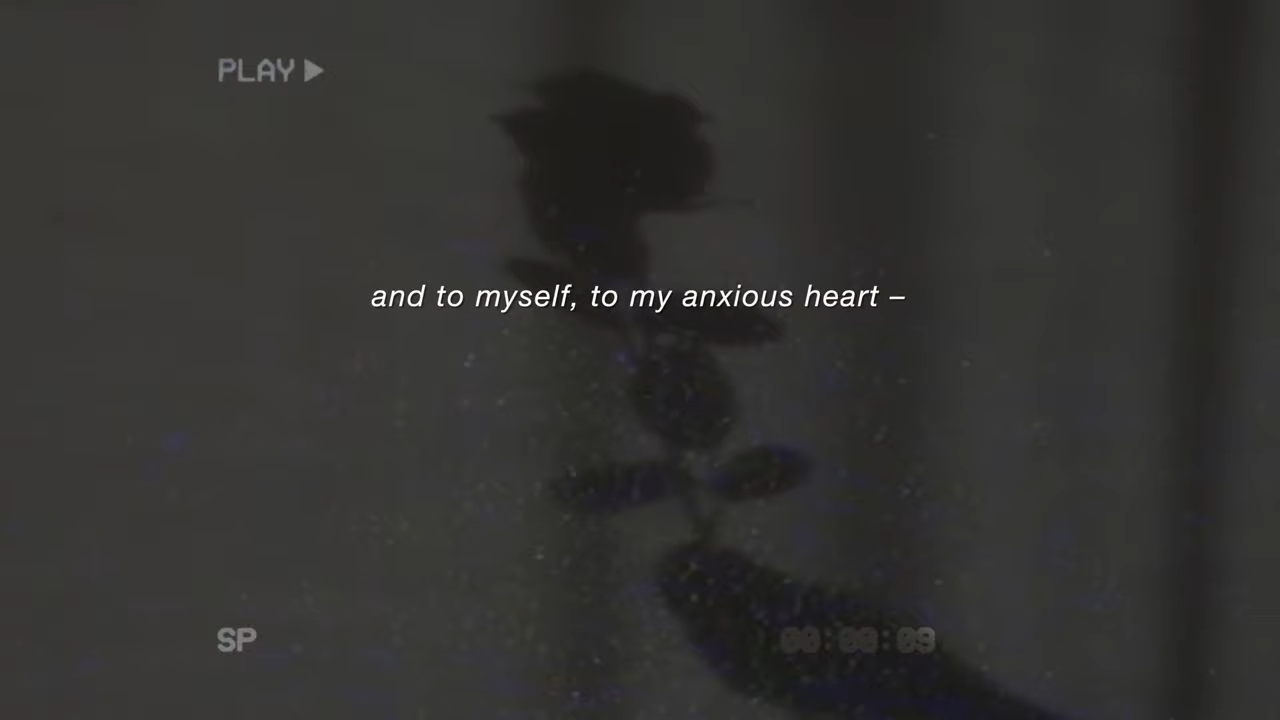 PLAY
and to myself, to my anxious heart –
SP
00:00:09